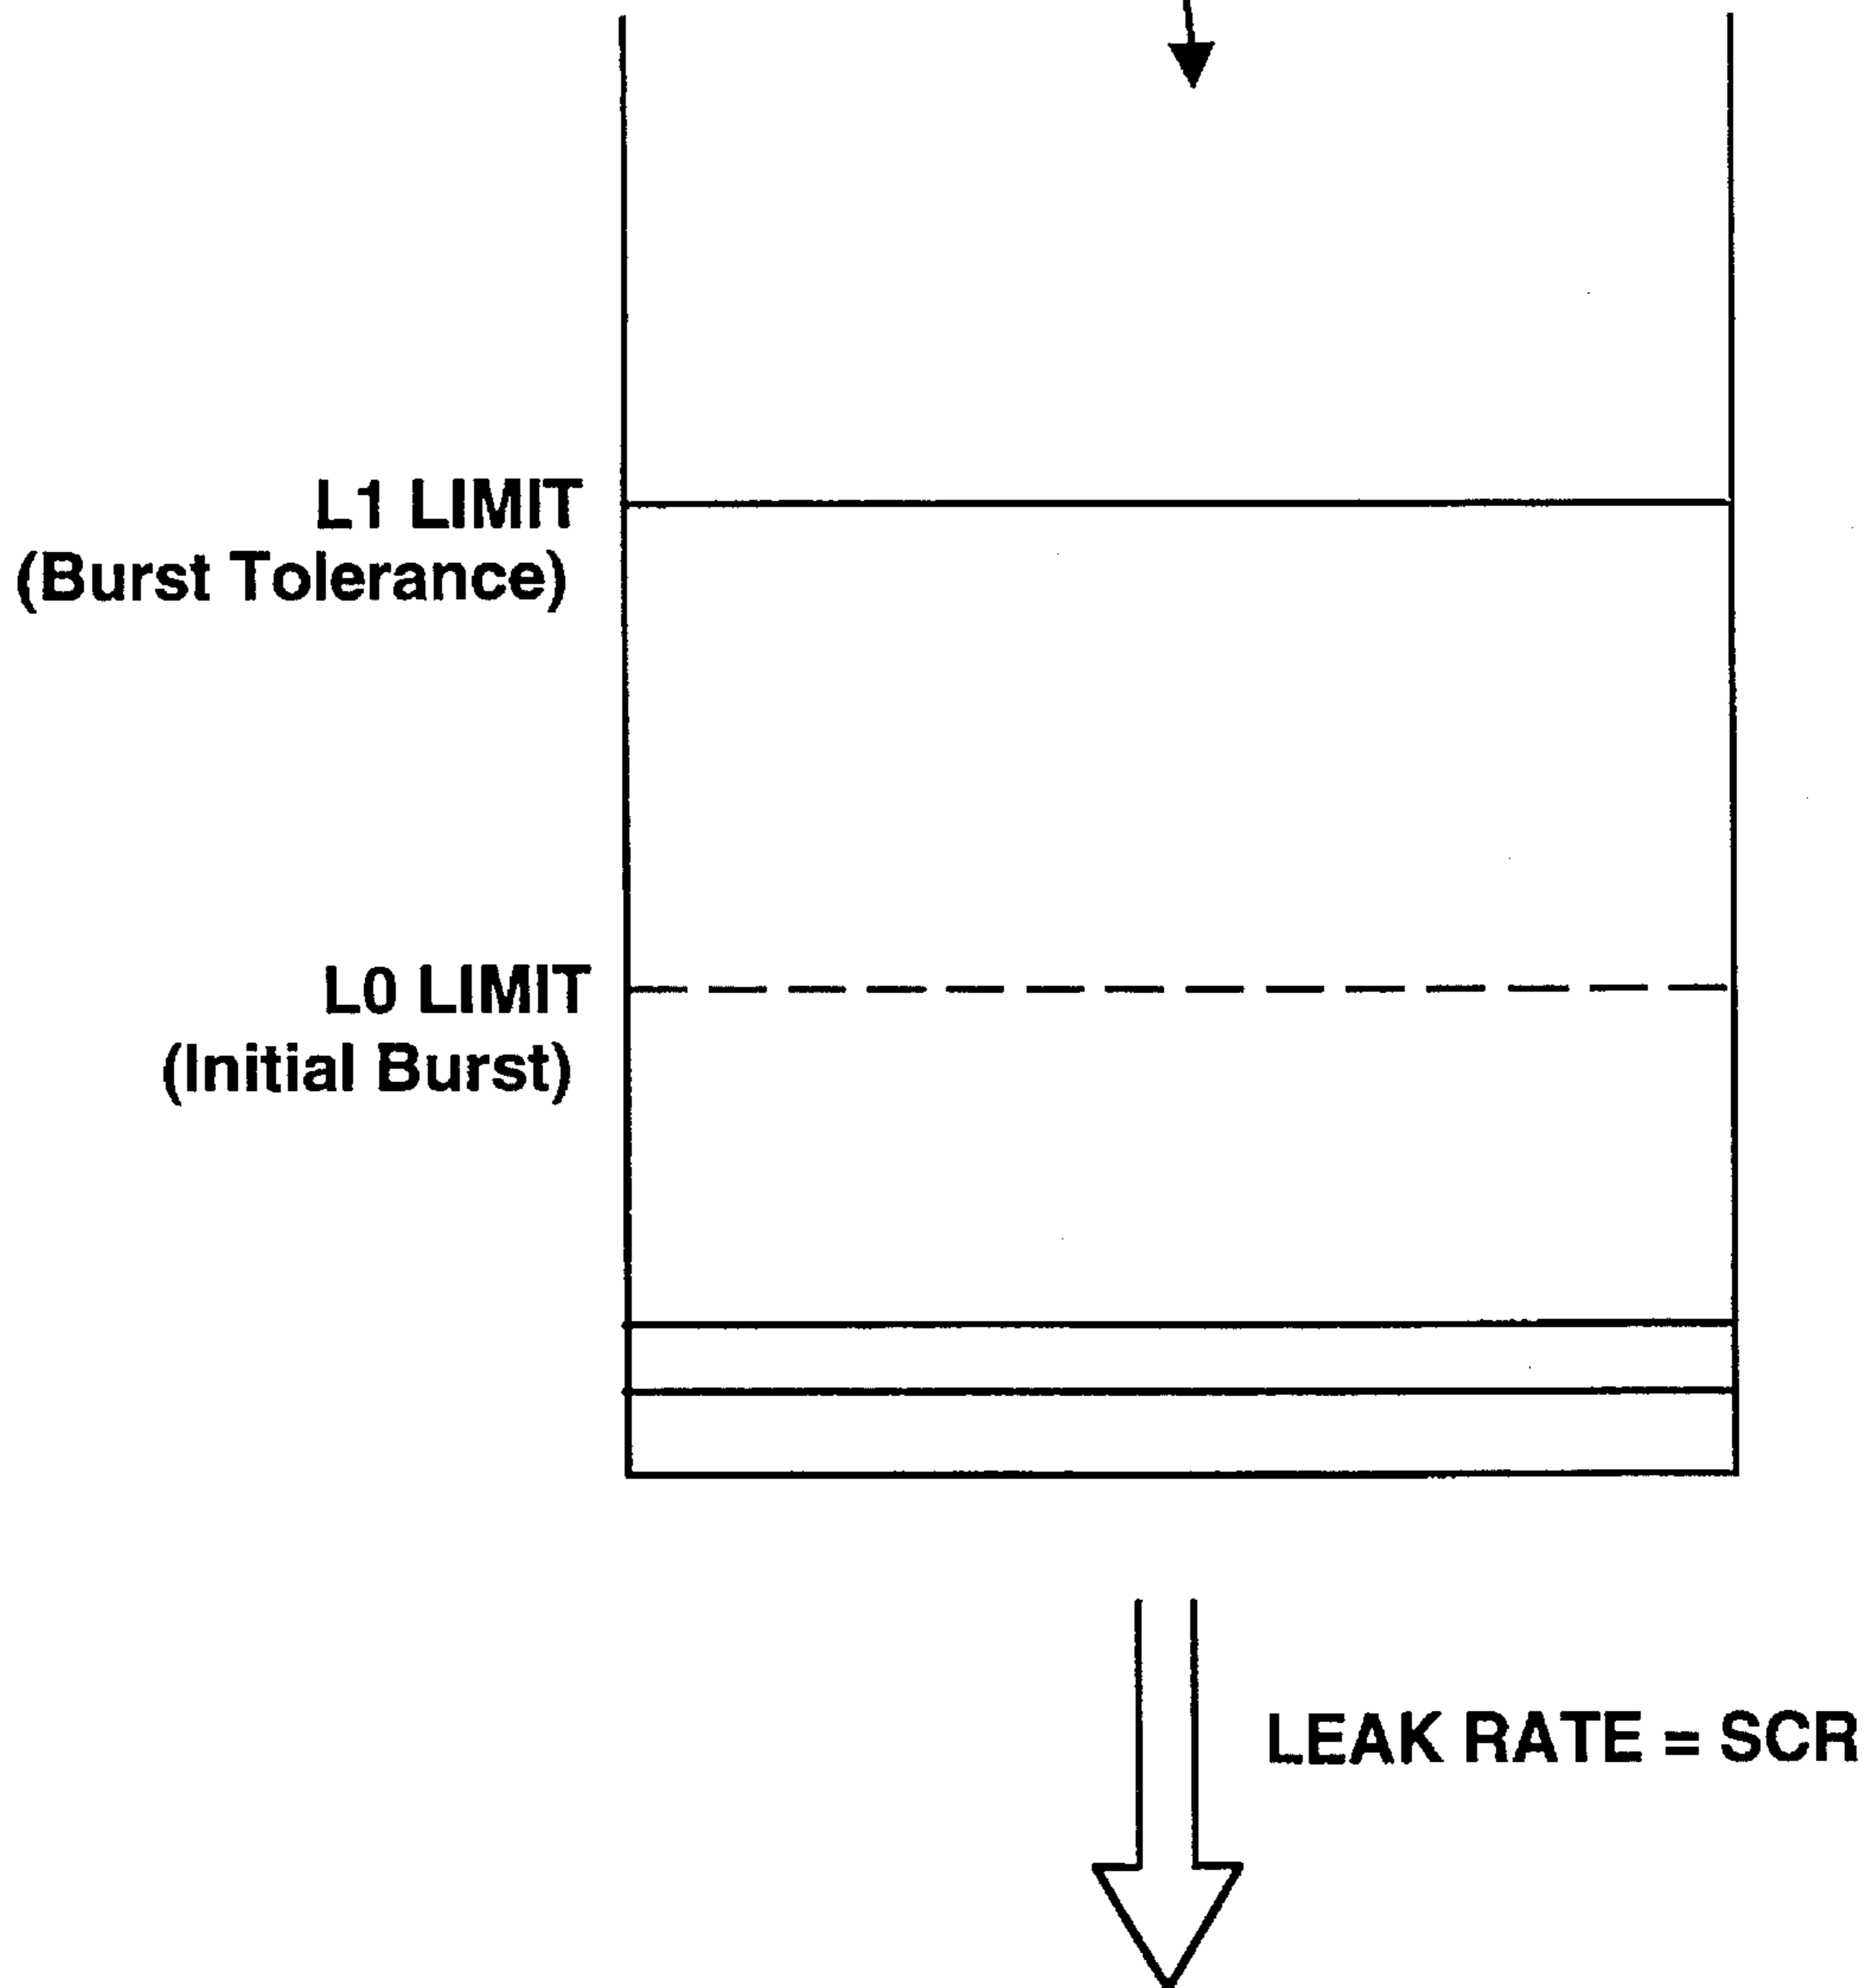 L1 LIMIT
(Burst Tolerance)
L0 LIMIT
(Initial Burst)
LEAK RATE = SCR